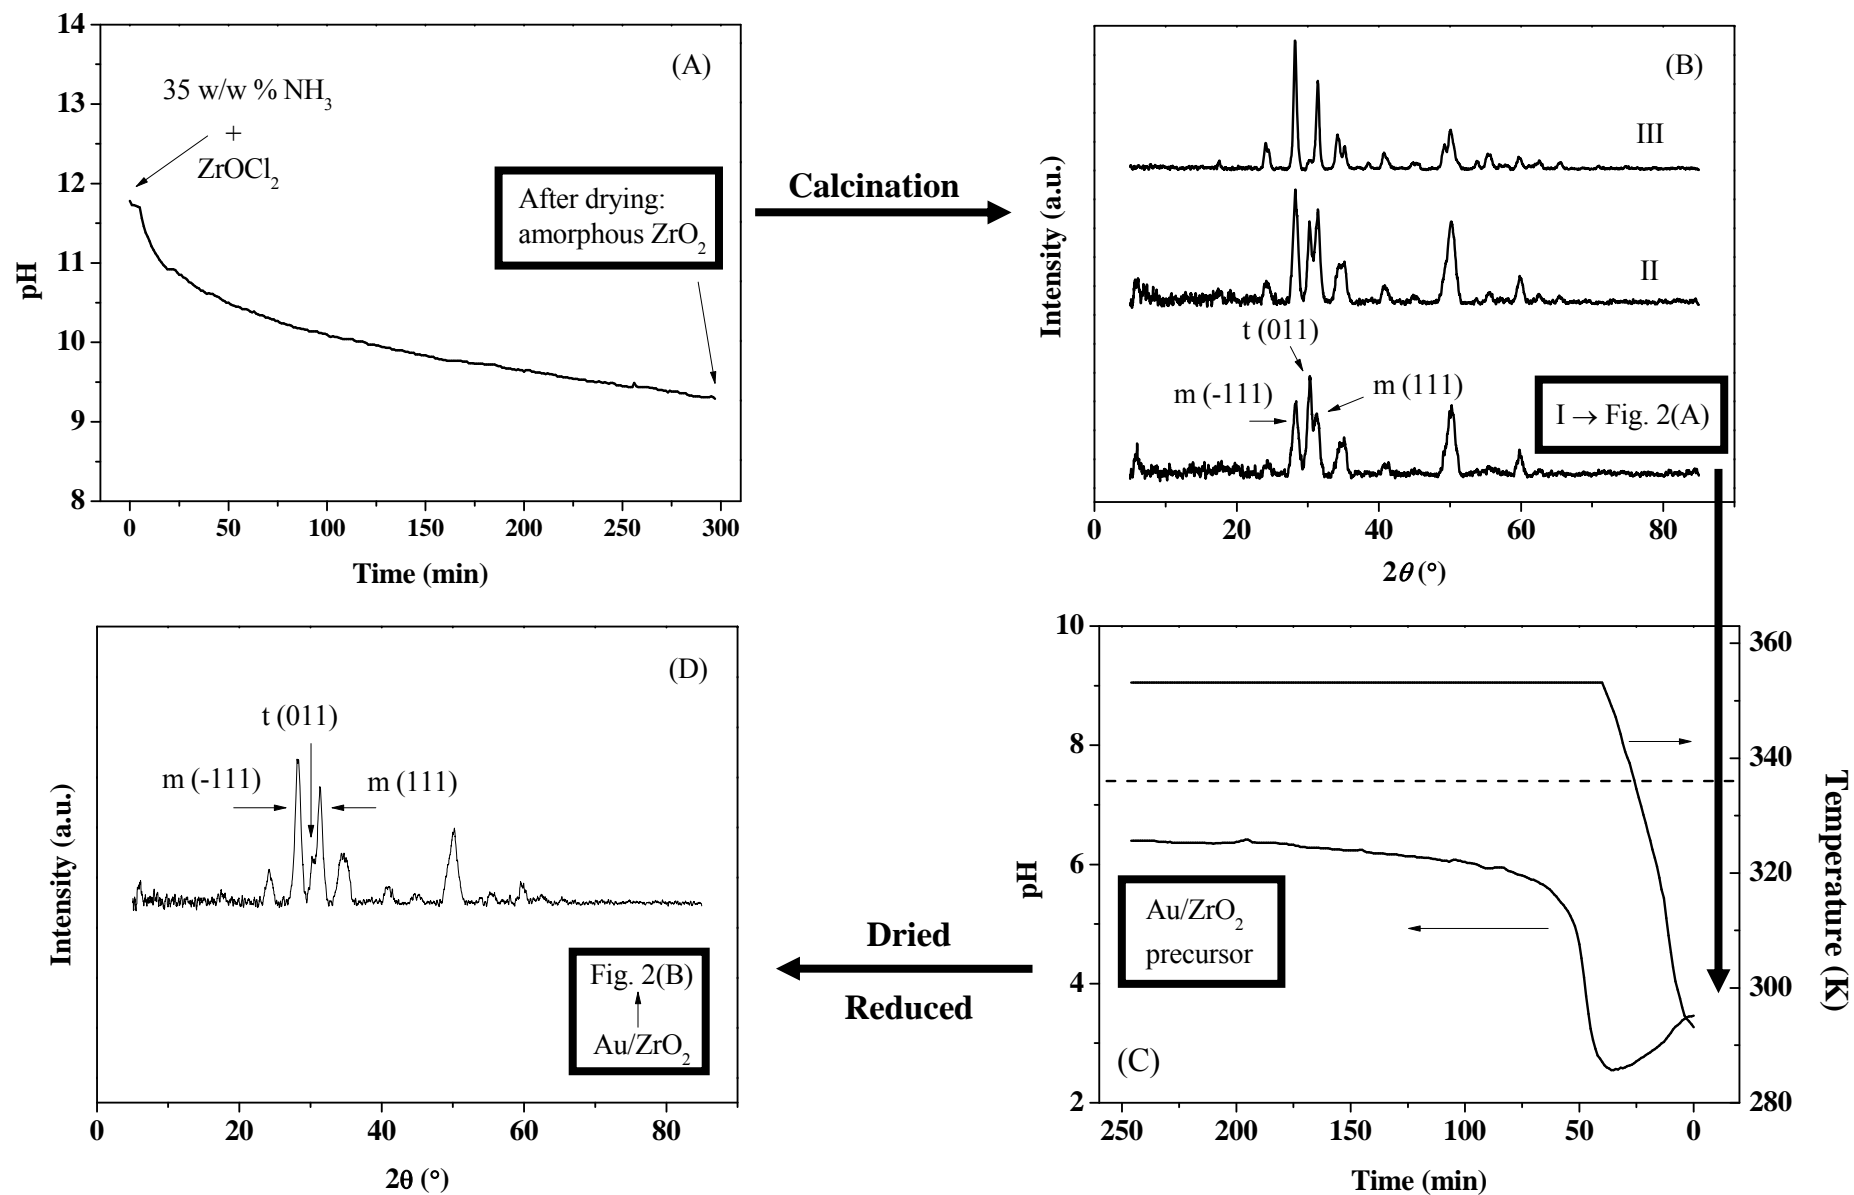 (A)
14
13
12
11
10
9
8
pH
35 w/w % NH3
+
ZrOCl2
After drying:
amorphous ZrO2
0 50 100 150 200 250 300
Time (min)
Calcination
(B)
Intensity (a.u.)
III
II
t (011)
m (-111)
m (111)
I → Fig. 2(A)
0 20 40 60 80
2θ (°)
(D)
Intensity (a.u.)
t (011)
m (-111)
m (111)
Fig. 2(B)
Au/ZrO2
0 20 40 60 80
2θ (°)
Dried
Reduced
10
8
6
4
2
pH
360
340
320
300
280
Temperature (K)
Au/ZrO2
precursor
(C)
250 200 150 100 50 0
Time (min)